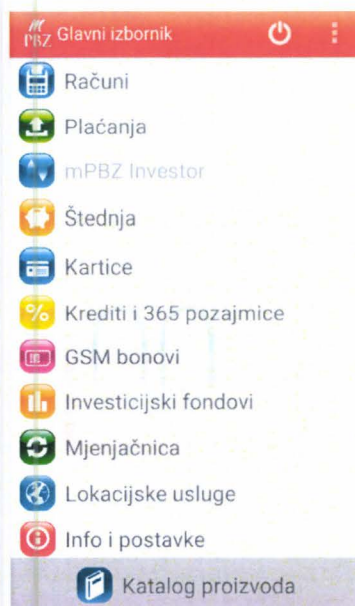 PBZ Glavni izbornik
Računi
Plaćanja
mPBZ Investor
Štednja
Kartice
% Krediti i 365 pozajmice
GSM bonovi
Investicijski fondovi
Mjenjačnica
Lokacijske usluge
Info i postavke
Katalog proizvoda